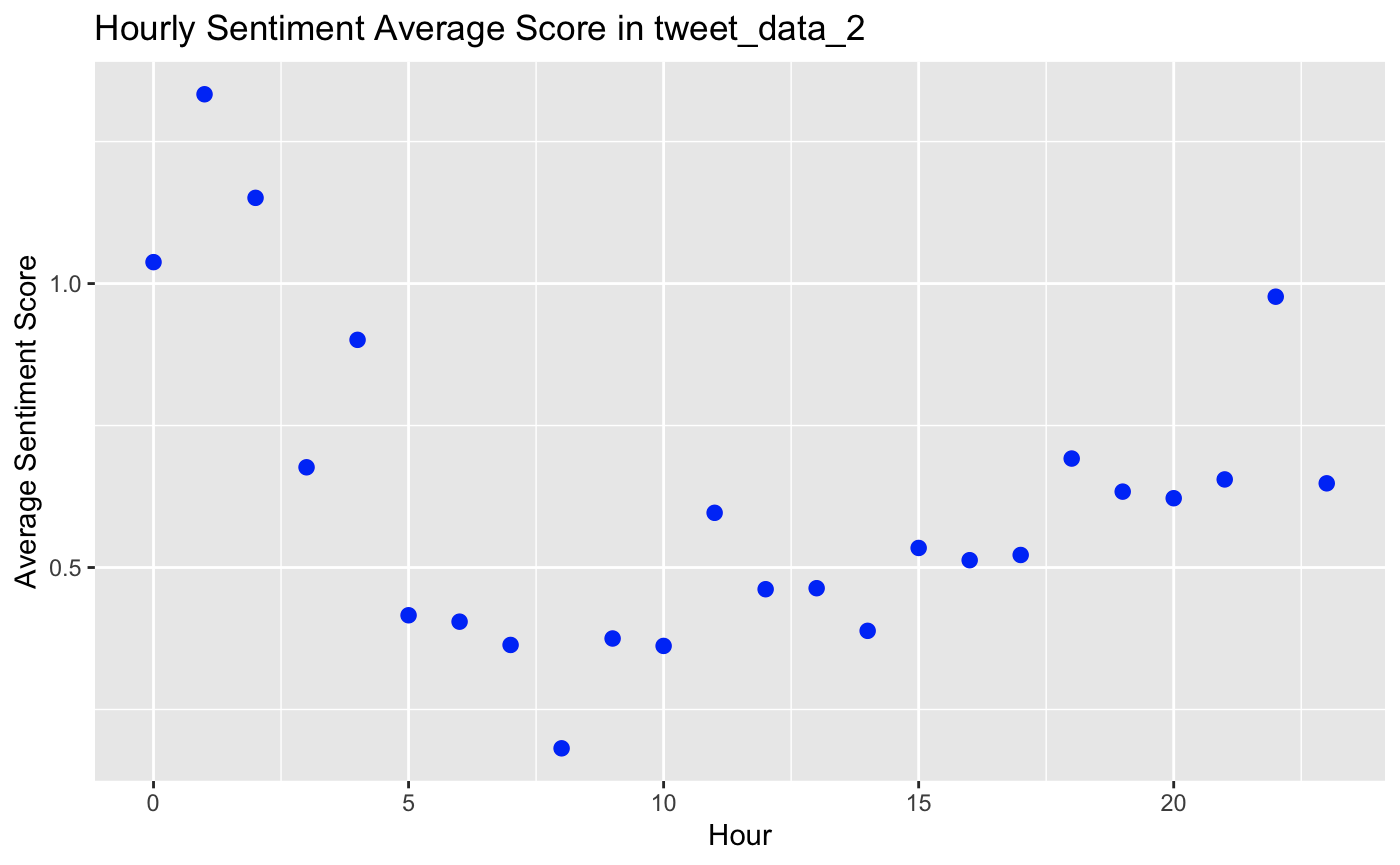 Hourly Sentiment Average Score in tweet_data_2
Average Sentiment Score
1.0
0.5
0 5 10 15 20
Hour